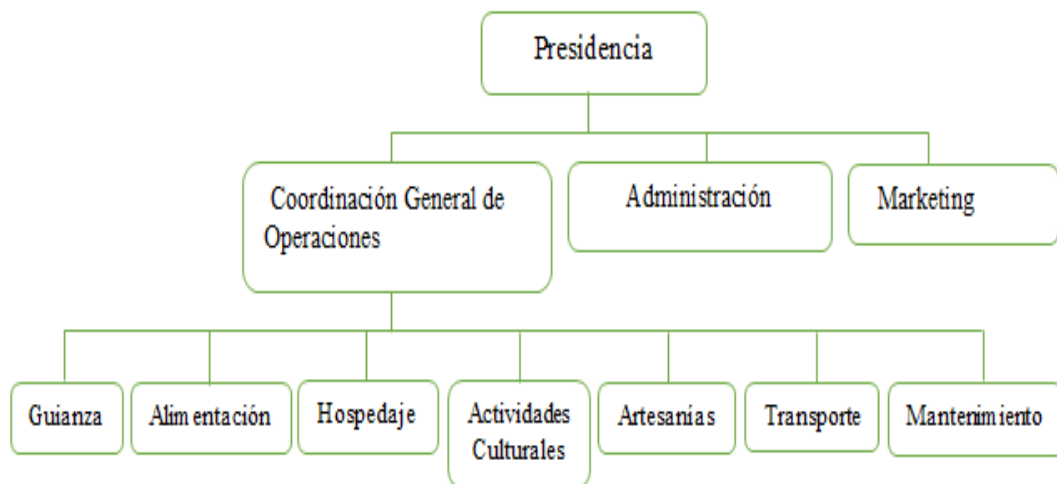 Presidencia
Coordinación General de
Operaciones
Administración
Marketing
Guianza
Alimentación
Hospedaje
Actividades
Culturales
Artesanías
Transporte
Mantenimiento